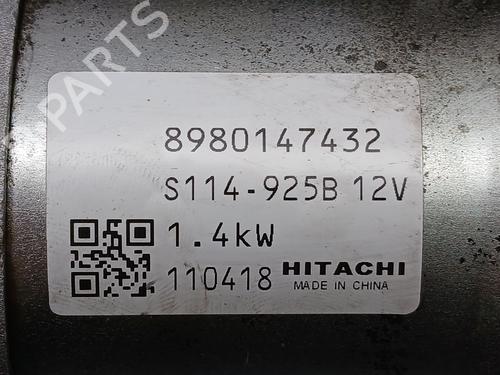 PARTS
8980147432
S114-925B 12V
1.4kW
110418 HITACHI
MADE IN CHINA